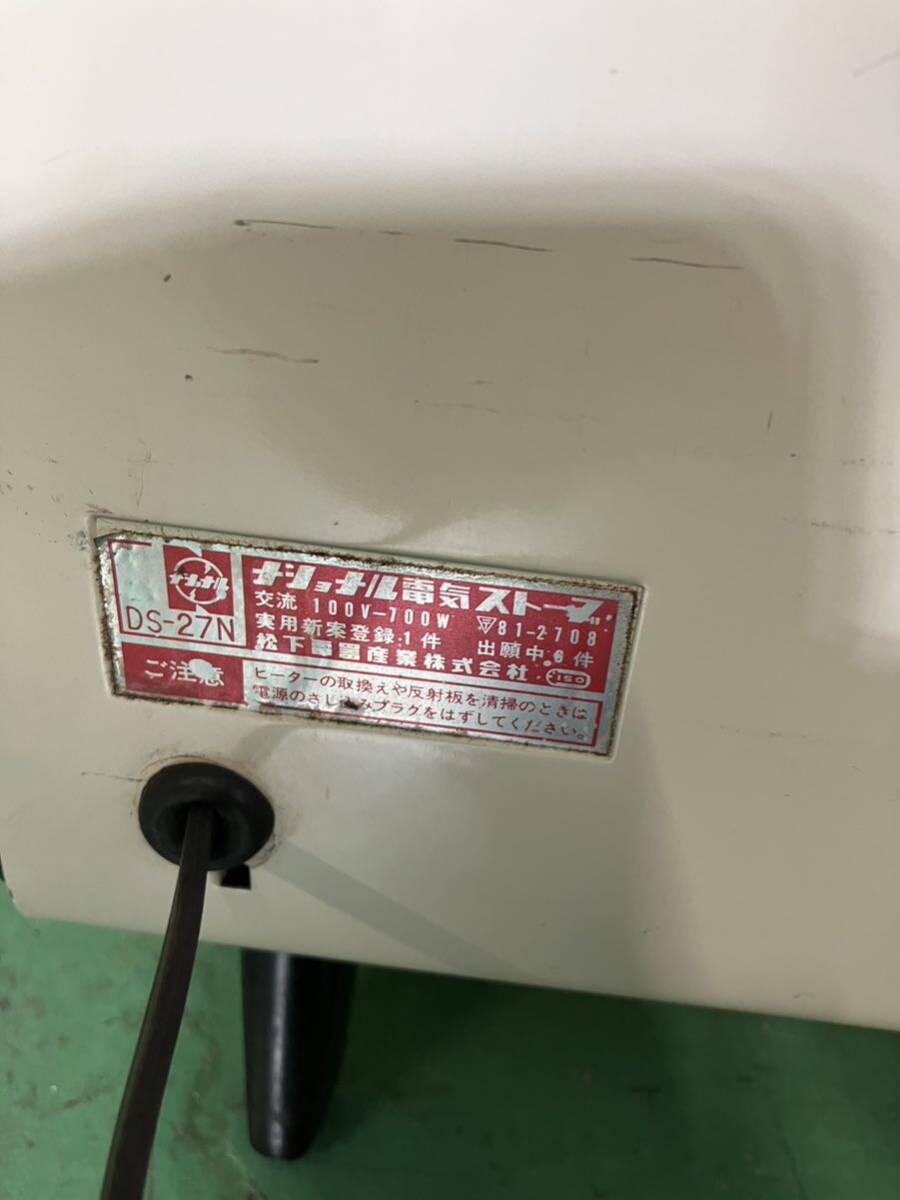 ナショナル
DS-27N
ナショナル電気ストーブ
交流 100V-700W 81-2708
実用新案登録:1件 出願中:6件
松下電器産業株式会社
ご注意
ヒーターの取換えや反射板を清掃のときは
電源のさし込みプラグをはずしてください。